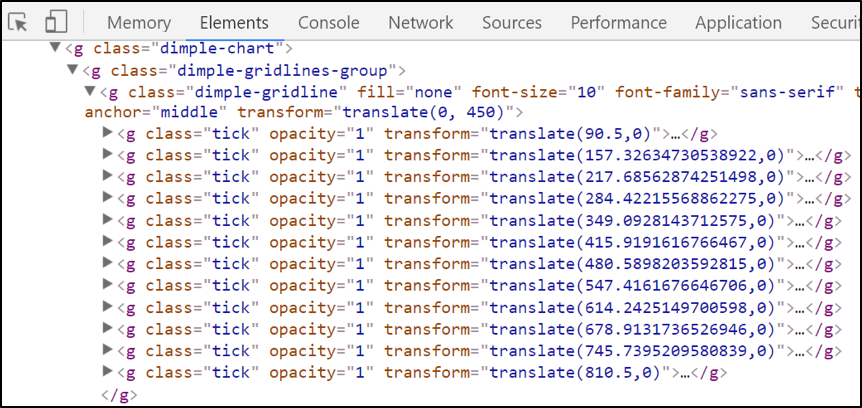 Memory Elements Console Network Sources Performance Application Securi
▼<g class="dimple-chart">
▼<g class="dimple-gridlines-group">
▼<g class="dimple-gridline" fill="none" font-size="10" font-family="sans-serif" t
anchor="middle" transform="translate(0, 450)">
▶<g class="tick" opacity="1" transform="translate(90.5,0)">…</g>
▶<g class="tick" opacity="1" transform="translate(157.32634730538922,0)">…</g>
▶<g class="tick" opacity="1" transform="translate(217.68562874251498,0)">…</g>
▶<g class="tick" opacity="1" transform="translate(284.42215568862275,0)">…</g>
▶<g class="tick" opacity="1" transform="translate(349.0928143712575,0)">…</g>
▶<g class="tick" opacity="1" transform="translate(415.9191616766467,0)">…</g>
▶<g class="tick" opacity="1" transform="translate(480.5898203592815,0)">…</g>
▶<g class="tick" opacity="1" transform="translate(547.4161676646706,0)">…</g>
▶<g class="tick" opacity="1" transform="translate(614.2425149700598,0)">…</g>
▶<g class="tick" opacity="1" transform="translate(678.9131736526946,0)">…</g>
▶<g class="tick" opacity="1" transform="translate(745.7395209580839,0)">…</g>
▶<g class="tick" opacity="1" transform="translate(810.5,0)">…</g>
</g>